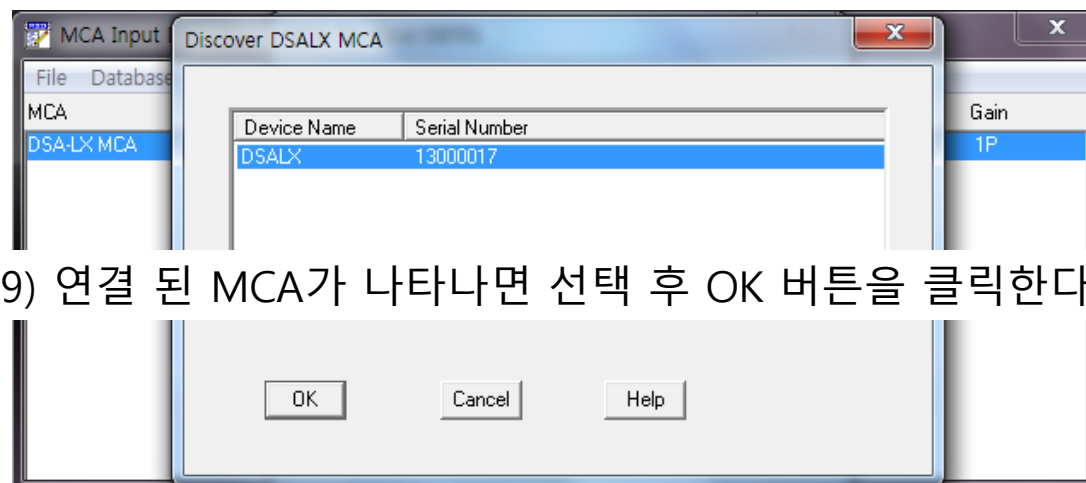 MCA Input
Discover DSALX MCA
x
x
File Database
MCA
Device Name Serial Number
Gain
DSA-LX MCA
DSALX 13000017
1P
9) 연결 된 MCA가 나타나면 선택 후 OK 버튼을 클릭한다
OK Cancel Help